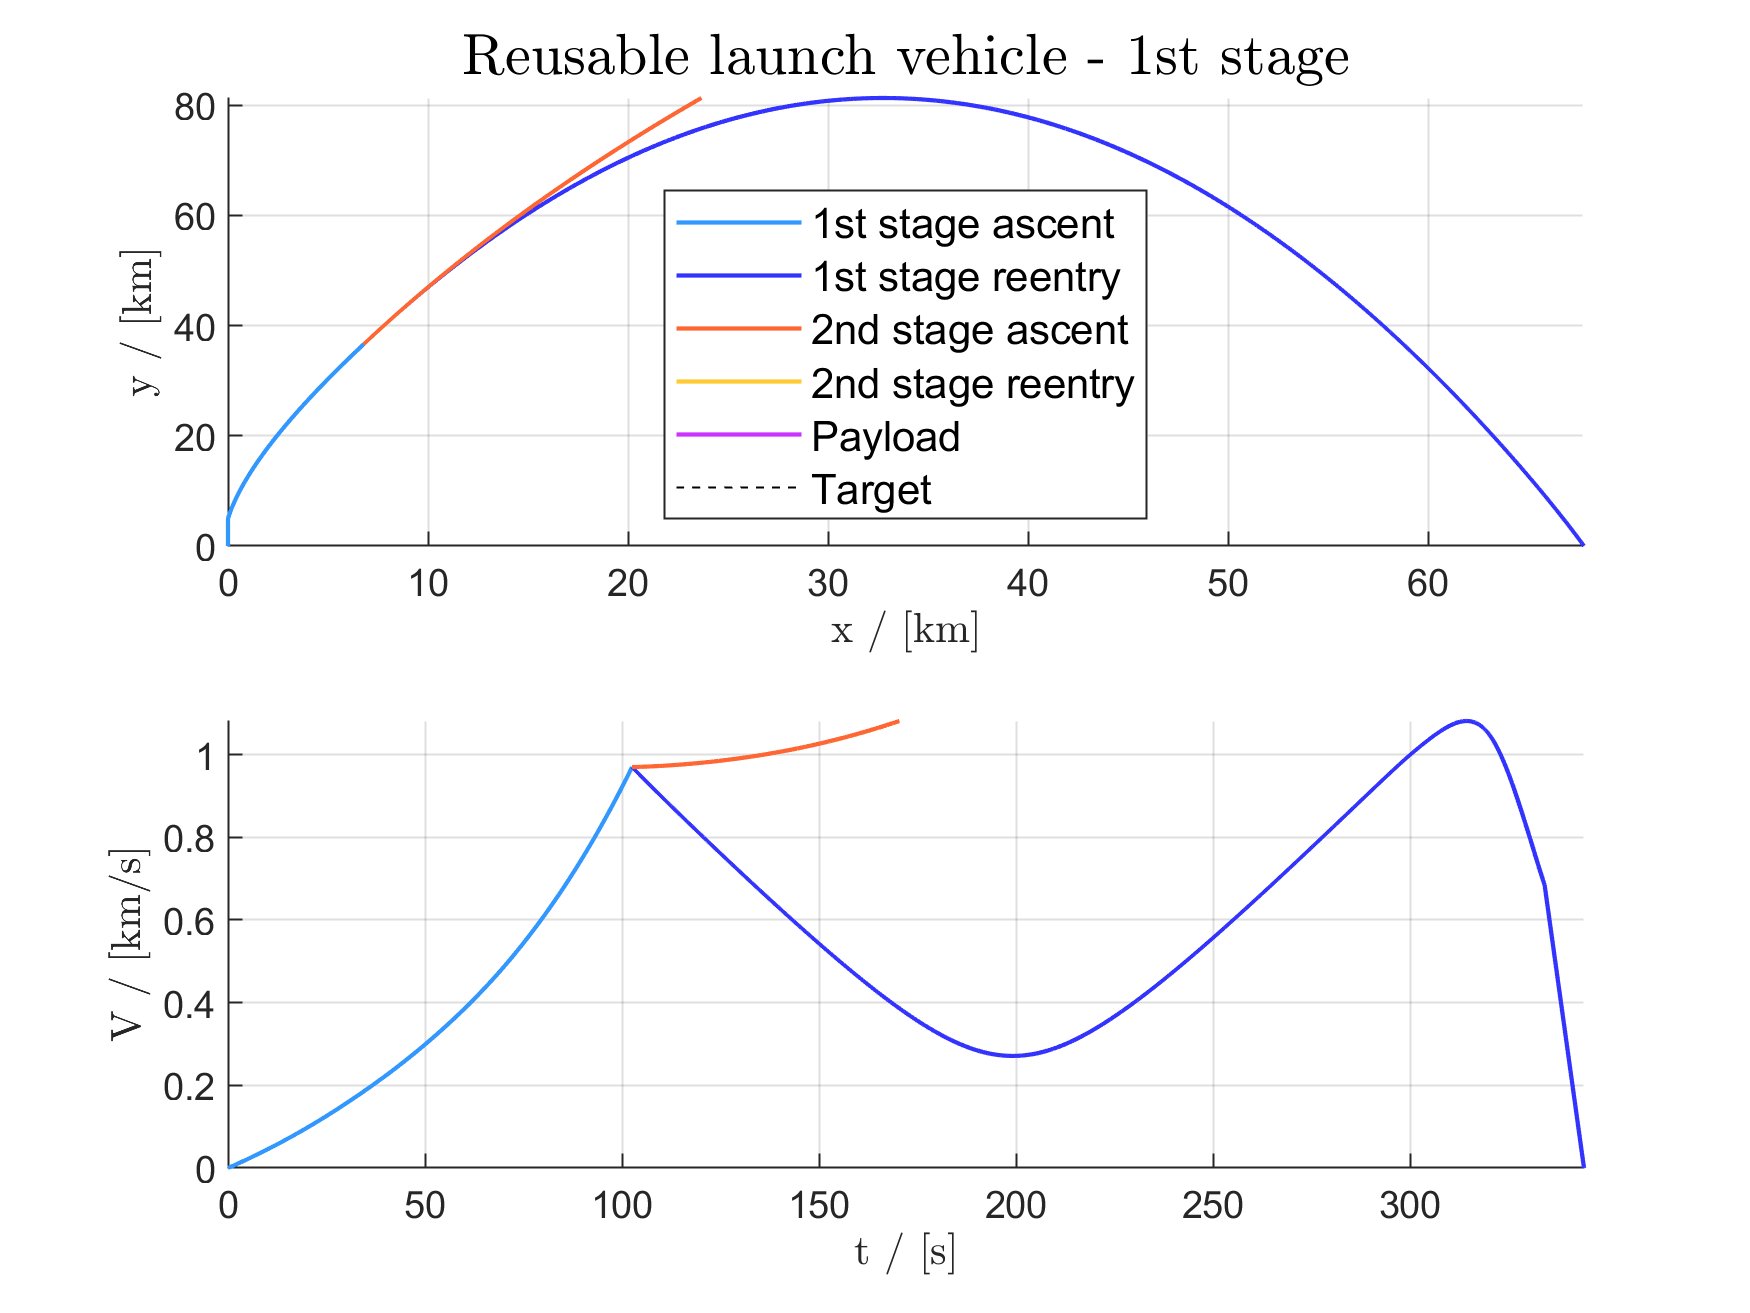 Reusable launch vehicle - 1st stage
80
60
40
20
0
y / [km]
1st stage ascent
1st stage reentry
2nd stage ascent
2nd stage reentry
Payload
Target
0 10 20 30 40 50 60
x / [km]
1
0.8
0.6
0.4
0.2
0
V / [km/s]
0 50 100 150 200 250 300
t / [s]